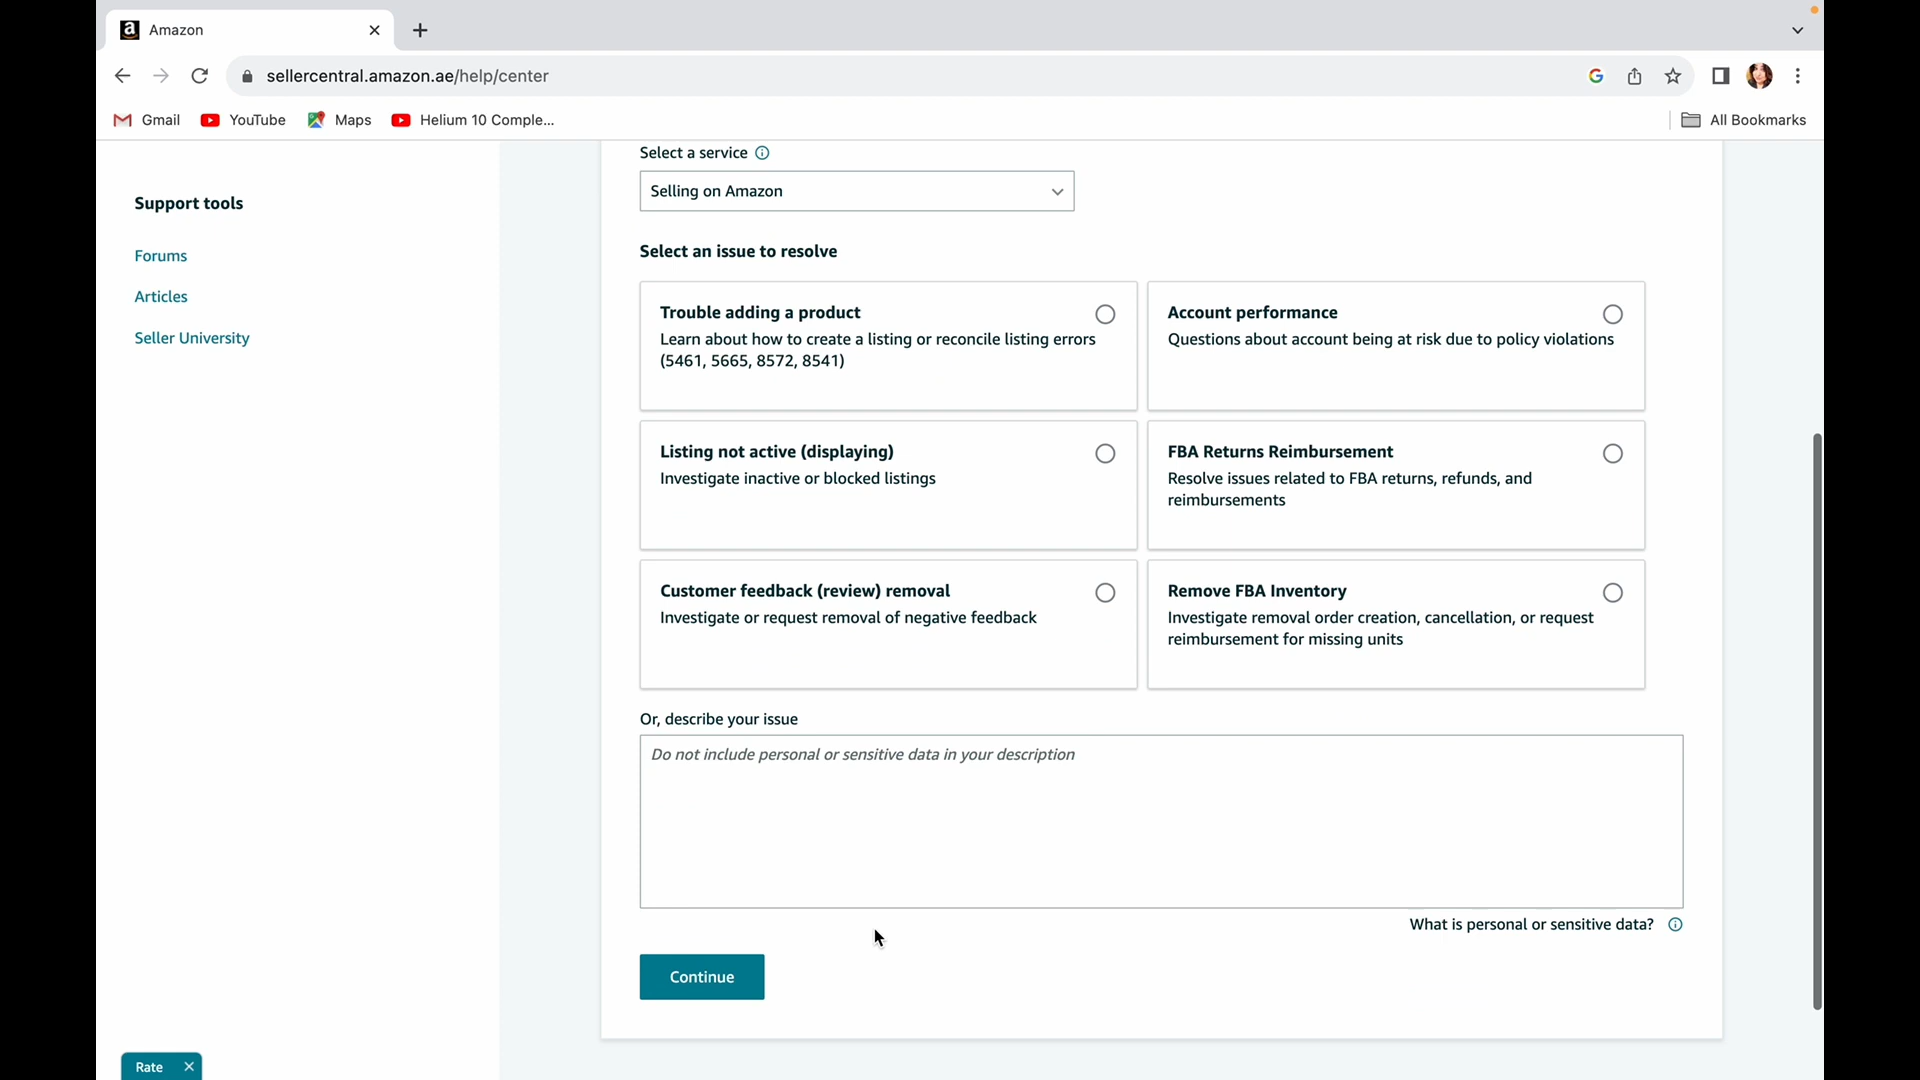 Amazon
sellercentral.amazon.ae/help/center
Gmail
YouTube
Maps
Helium 10 Comple...
All Bookmarks
Support tools
Forums
Articles
Seller University
Select a service
Selling on Amazon
Select an issue to resolve
Trouble adding a product
Learn about how to create a listing or reconcile listing errors
(5461, 5665, 8572, 8541)
Account performance
Questions about account being at risk due to policy violations
Listing not active (displaying)
Investigate inactive or blocked listings
FBA Returns Reimbursement
Resolve issues related to FBA returns, refunds, and
reimbursements
Customer feedback (review) removal
Investigate or request removal of negative feedback
Remove FBA Inventory
Investigate removal order creation, cancellation, or request
reimbursement for missing units
Or, describe your issue
Do not include personal or sensitive data in your description
What is personal or sensitive data?
Continue
Rate